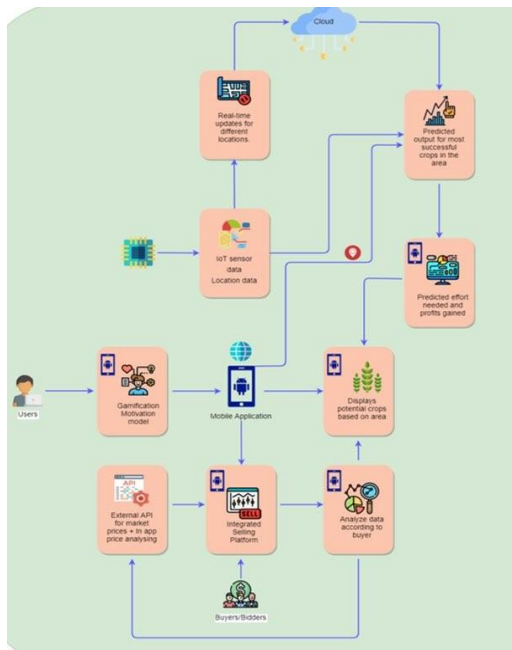 Cloud
Real-time
updates for
different
locations.
Predicted
output for most
successful
crops in the
area
IoT sensor
data
Location data
Predicted effort
needed and
profits gained
Users
Gamification
Motivation
model
Mobile Application
Displays
potential crops
based on area
API
External API
for market
prices + In app
price analysing
SELL
Integrated
Selling
Platform
Analyze data
according to
buyer
Buyers/Bidders